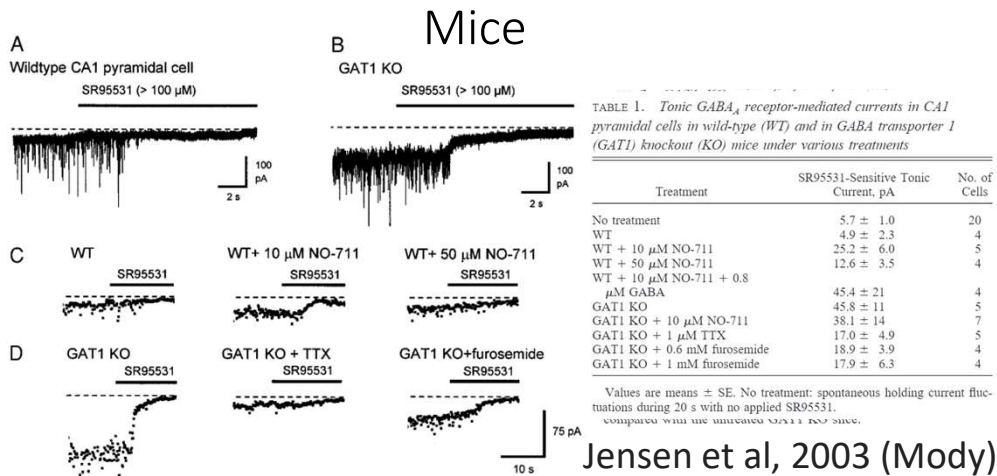 Mice
A
Wildtype CA1 pyramidal cell
SR95531 (> 100 μM)
100
pA
2 s
B
GAT1 KO
SR95531 (> 100 μM)
100
pA
2 s
C
WT
SR95531
WT+ 10 μM NO-711
SR95531
WT+ 50 μM NO-711
SR95531
D
GAT1 KO
SR95531
GAT1 KO + TTX
SR95531
GAT1 KO+furosemide
SR95531
75 pA
10 s
TABLE 1. Tonic GABAA receptor-mediated currents in CA1
pyramidal cells in wild-type (WT) and in GABA transporter 1
(GAT1) knockout (KO) mice under various treatments
Treatment SR95531-Sensitive Tonic Current, pA No. of Cells
No treatment 5.7 ± 1.0 20
WT 4.9 ± 2.3 4
WT + 10 μM NO-711 25.2 ± 6.0 5
WT + 50 μM NO-711 12.6 ± 3.5 4
WT + 10 μM NO-711 + 0.8
μM GABA 45.4 ± 21 4
GAT1 KO 45.8 ± 11 5
GAT1 KO + 10 μM NO-711 38.1 ± 14 7
GAT1 KO + 1 μM TTX 17.0 ± 4.9 5
GAT1 KO + 0.6 mM furosemide 18.9 ± 3.9 4
GAT1 KO + 1 mM furosemide 17.9 ± 6.3 4
Values are means ± SE. No treatment: spontaneous holding current fluc-
tuations during 20 s with no applied SR95531.
compared with the untreated GAT1 KO slice.
Jensen et al, 2003 (Mody)